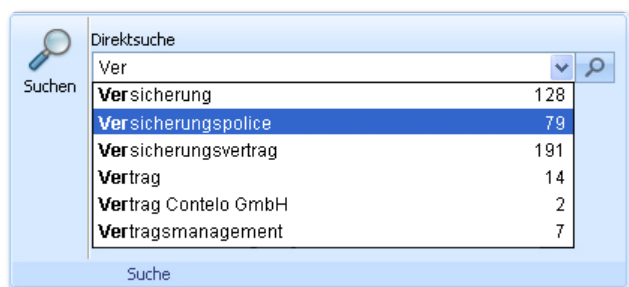 Direktsuche
Ver
Suchen
Versicherung 128
Versicherungspolice 79
Versicherungsvertrag 191
Vertrag 14
Vertrag Contelo GmbH 2
Vertragsmanagement 7
Suche